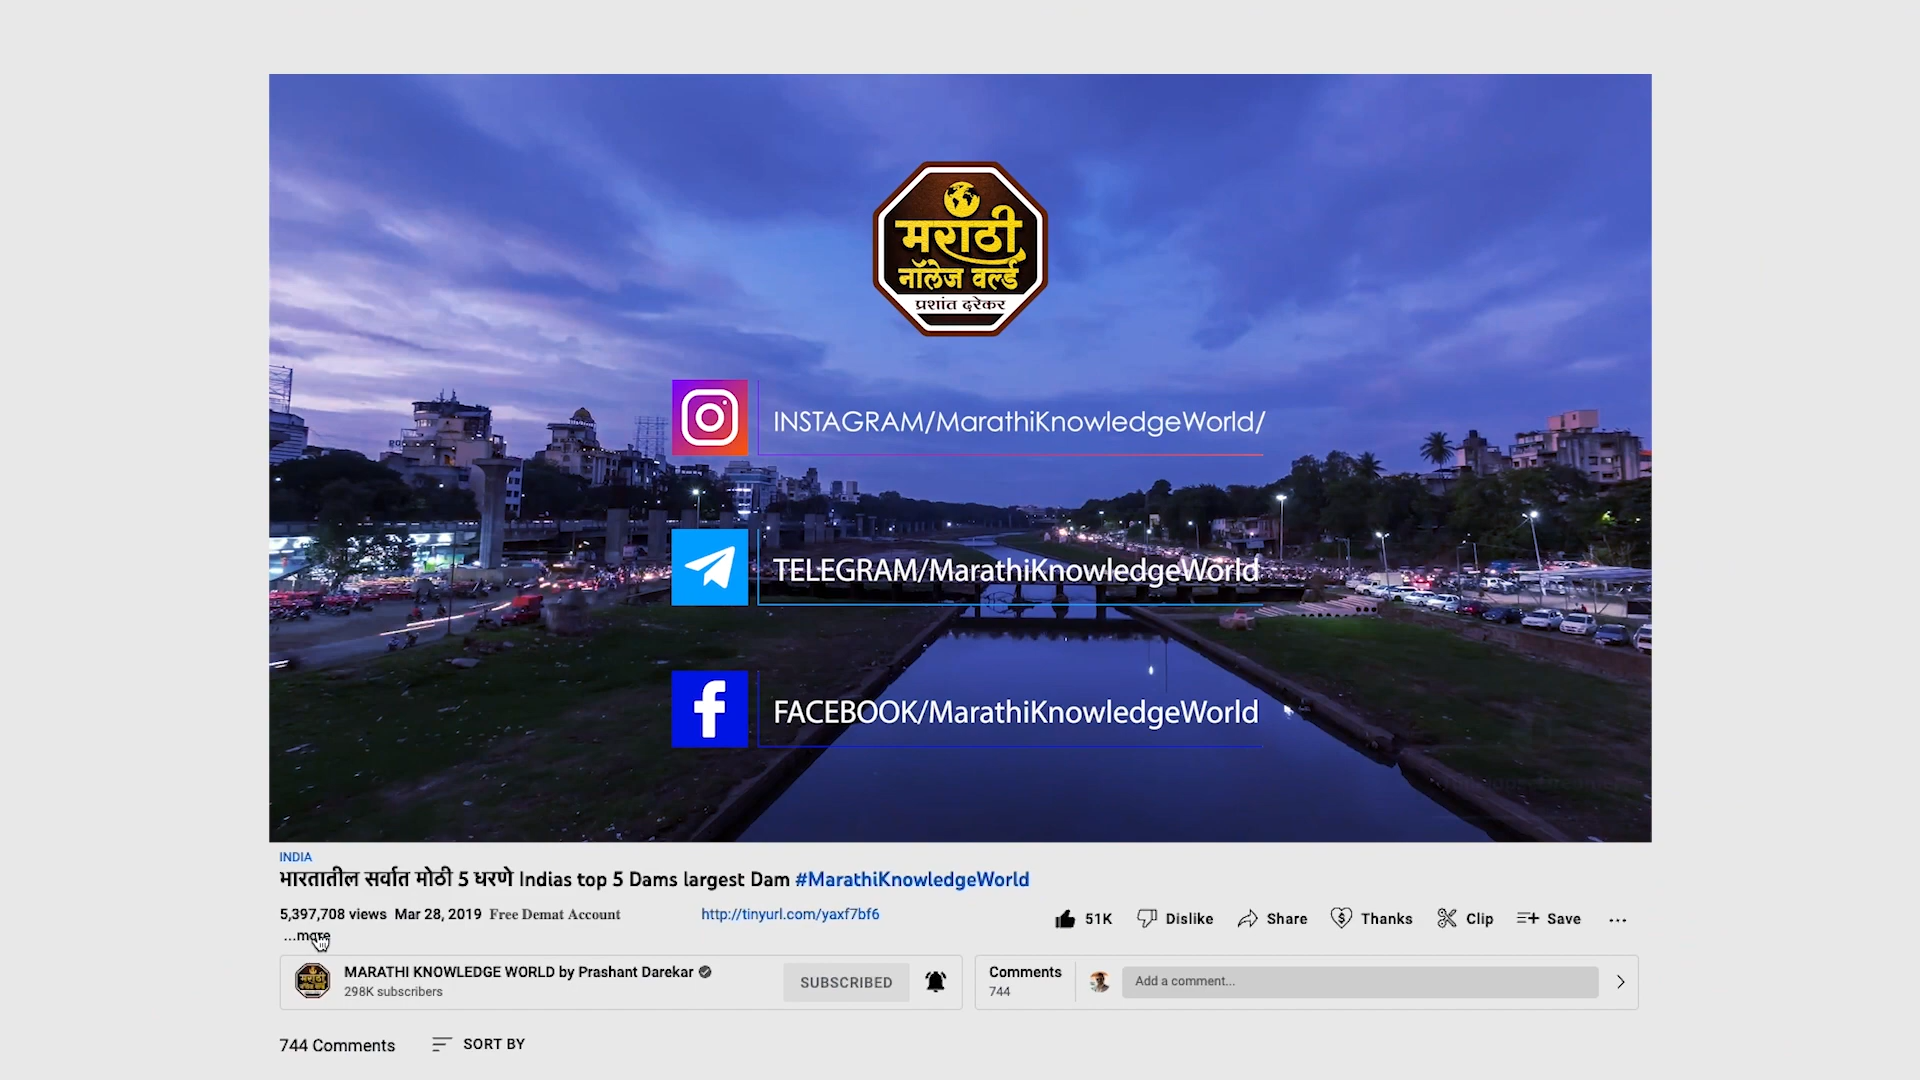 मराठी
नॉलेज वर्ल्ड
प्रशांत दरेकर
INSTAGRAM/MarathiKnowledgeWorld/
TELEGRAM/MarathiKnowledgeWorld
FACEBOOK/MarathiKnowledgeWorld
INDIA
भारतातील सर्वात मोठी 5 धरणे Indias top 5 Dams largest Dam #MarathiKnowledgeWorld
5,397,708 views Mar 28, 2019 Free Demat Account http://tinyurl.com/yaxf7bf6
...more
51K Dislike Share Thanks Clip Save
MARATHI KNOWLEDGE WORLD by Prashant Darekar
298K subscribers
SUBSCRIBED
Comments
744
Add a comment...
744 Comments SORT BY